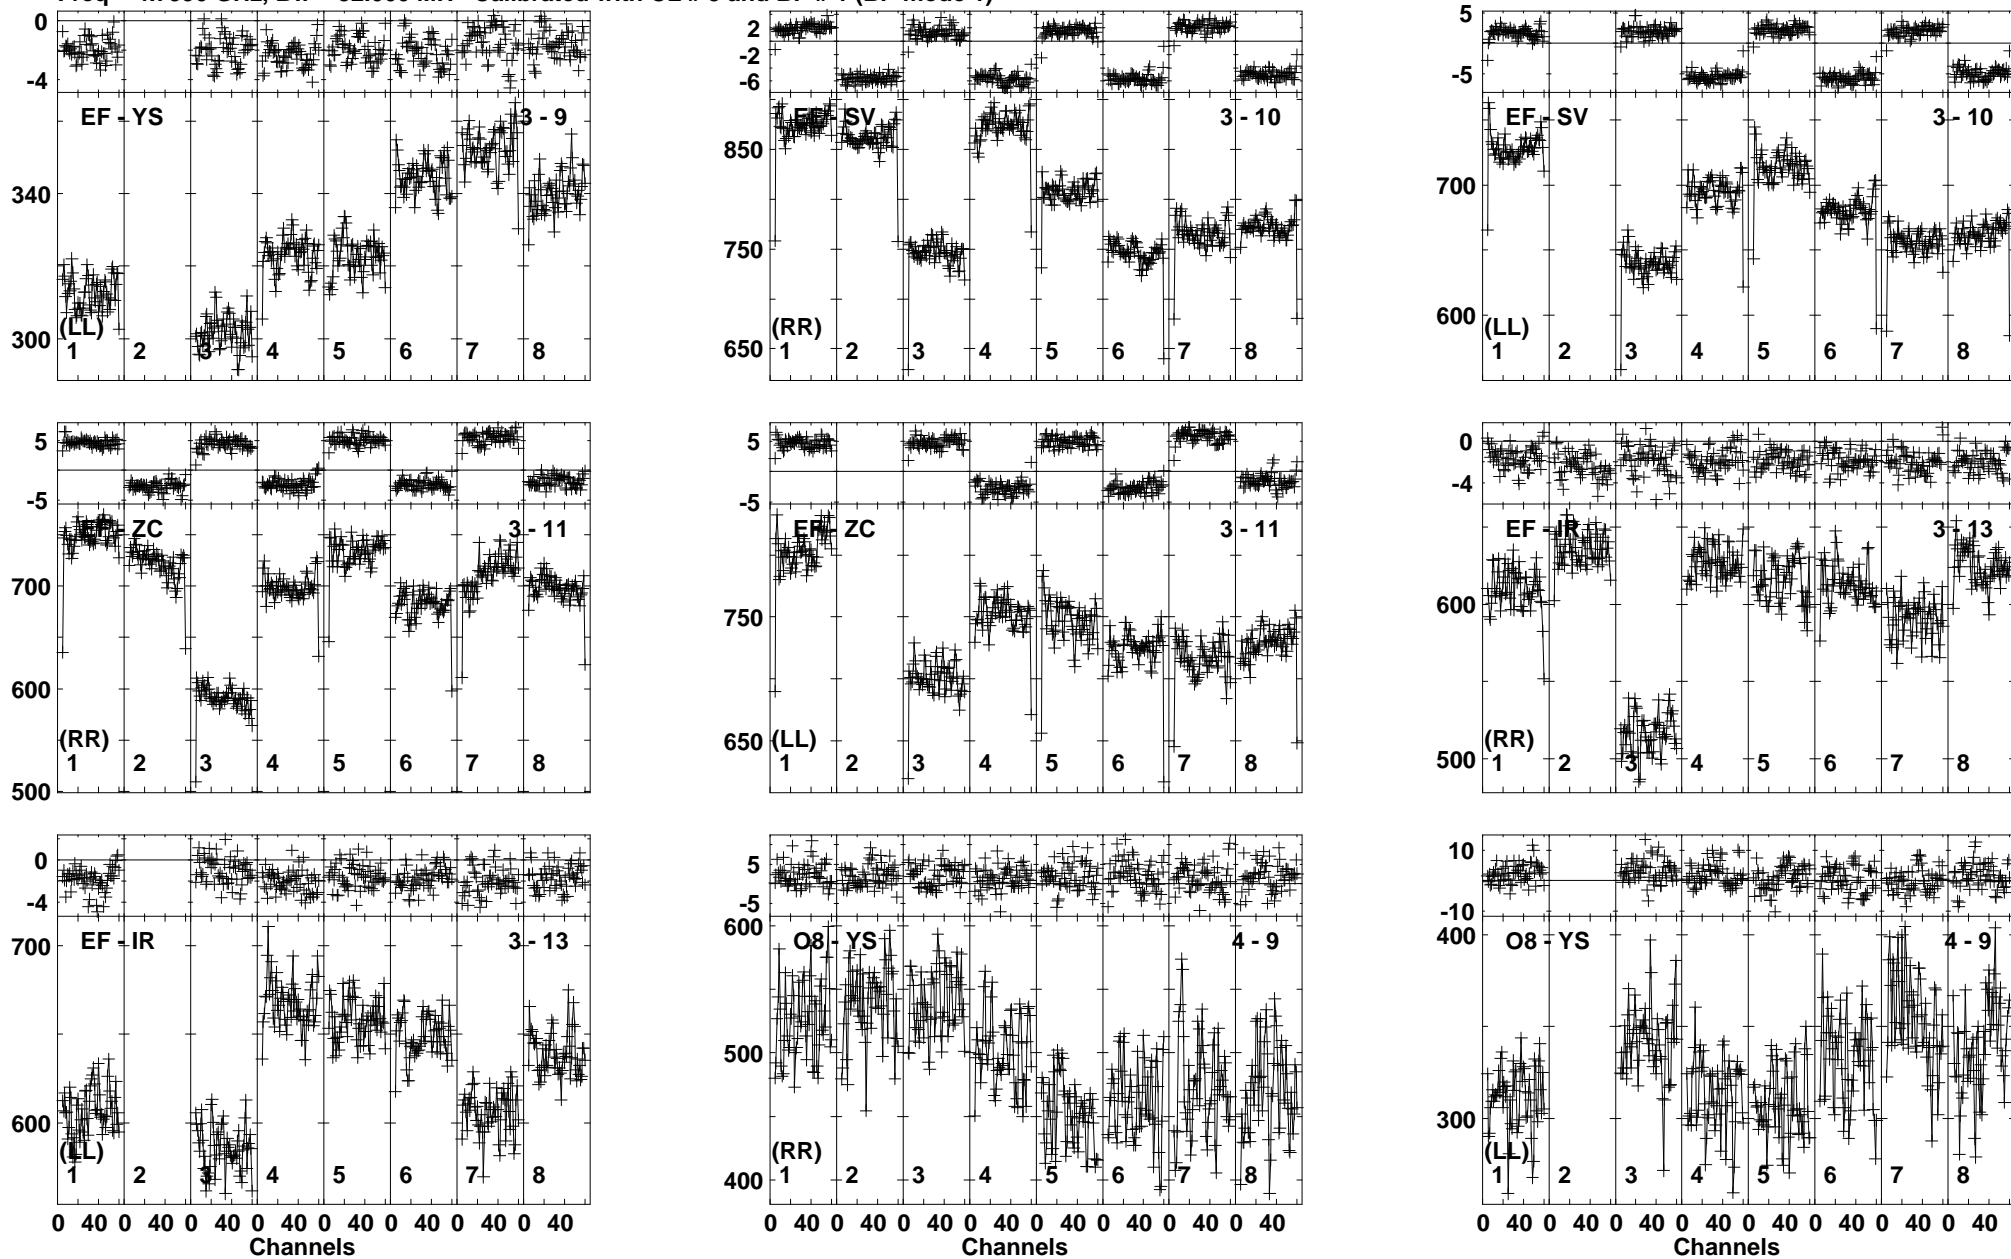 0 -4 EF - YS 3 - 9 340 300 (LL) 1 2 3 4 5 6 7 8
2 -2 -6 EF - SV 3 - 10 850 750 650 (RR) 1 2 3 4 5 6 7 8
5 -5 EF - SV 3 - 10 700 600 (LL) 1 2 3 4 5 6 7 8
5 -5 EF - ZC 3 - 11 700 600 500 (RR) 1 2 3 4 5 6 7 8
5 -5 EF - ZC 3 - 11 750 650 (LL) 1 2 3 4 5 6 7 8
0 -4 EF - IR 3 - 13 600 500 (RR) 1 2 3 4 5 6 7 8
0 -4 EF - IR 3 - 13 700 600 (LL) 1 2 3 4 5 6 7 8
5 -5 O8 - YS 4 - 9 600 500 400 (RR) 1 2 3 4 5 6 7 8
10 -10 O8 - YS 4 - 9 400 300 (LL) 1 2 3 4 5 6 7 8
0 40 0 40 0 40 0 40 0 40 0 40 0 40 0 40
Channels
0 40 0 40 0 40 0 40 0 40 0 40 0 40 0 40
Channels
0 40 0 40 0 40 0 40 0 40 0 40 0 40 0 40
Channels